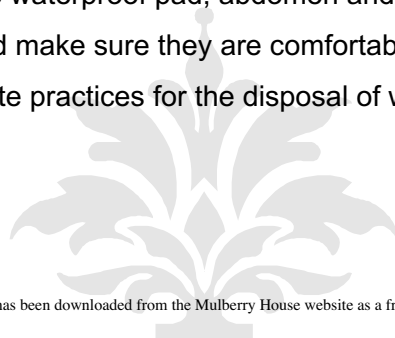 waterproof pad, abdomen and
make sure they are comfortab
te practices for the disposal of w
has been downloaded from the Mulberry House website as a fr